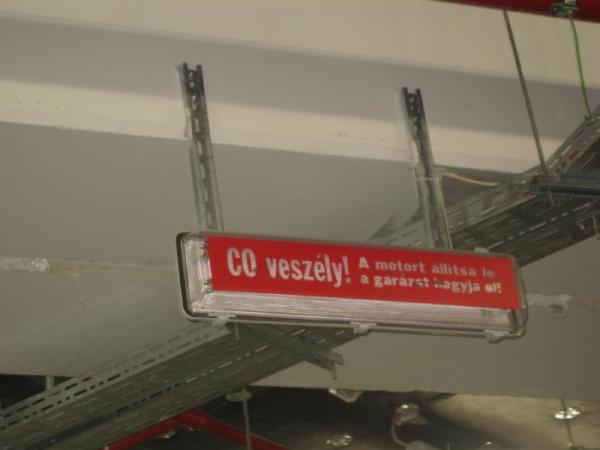 CO veszély!
A motort állítsa le
a garázst hagyja el!